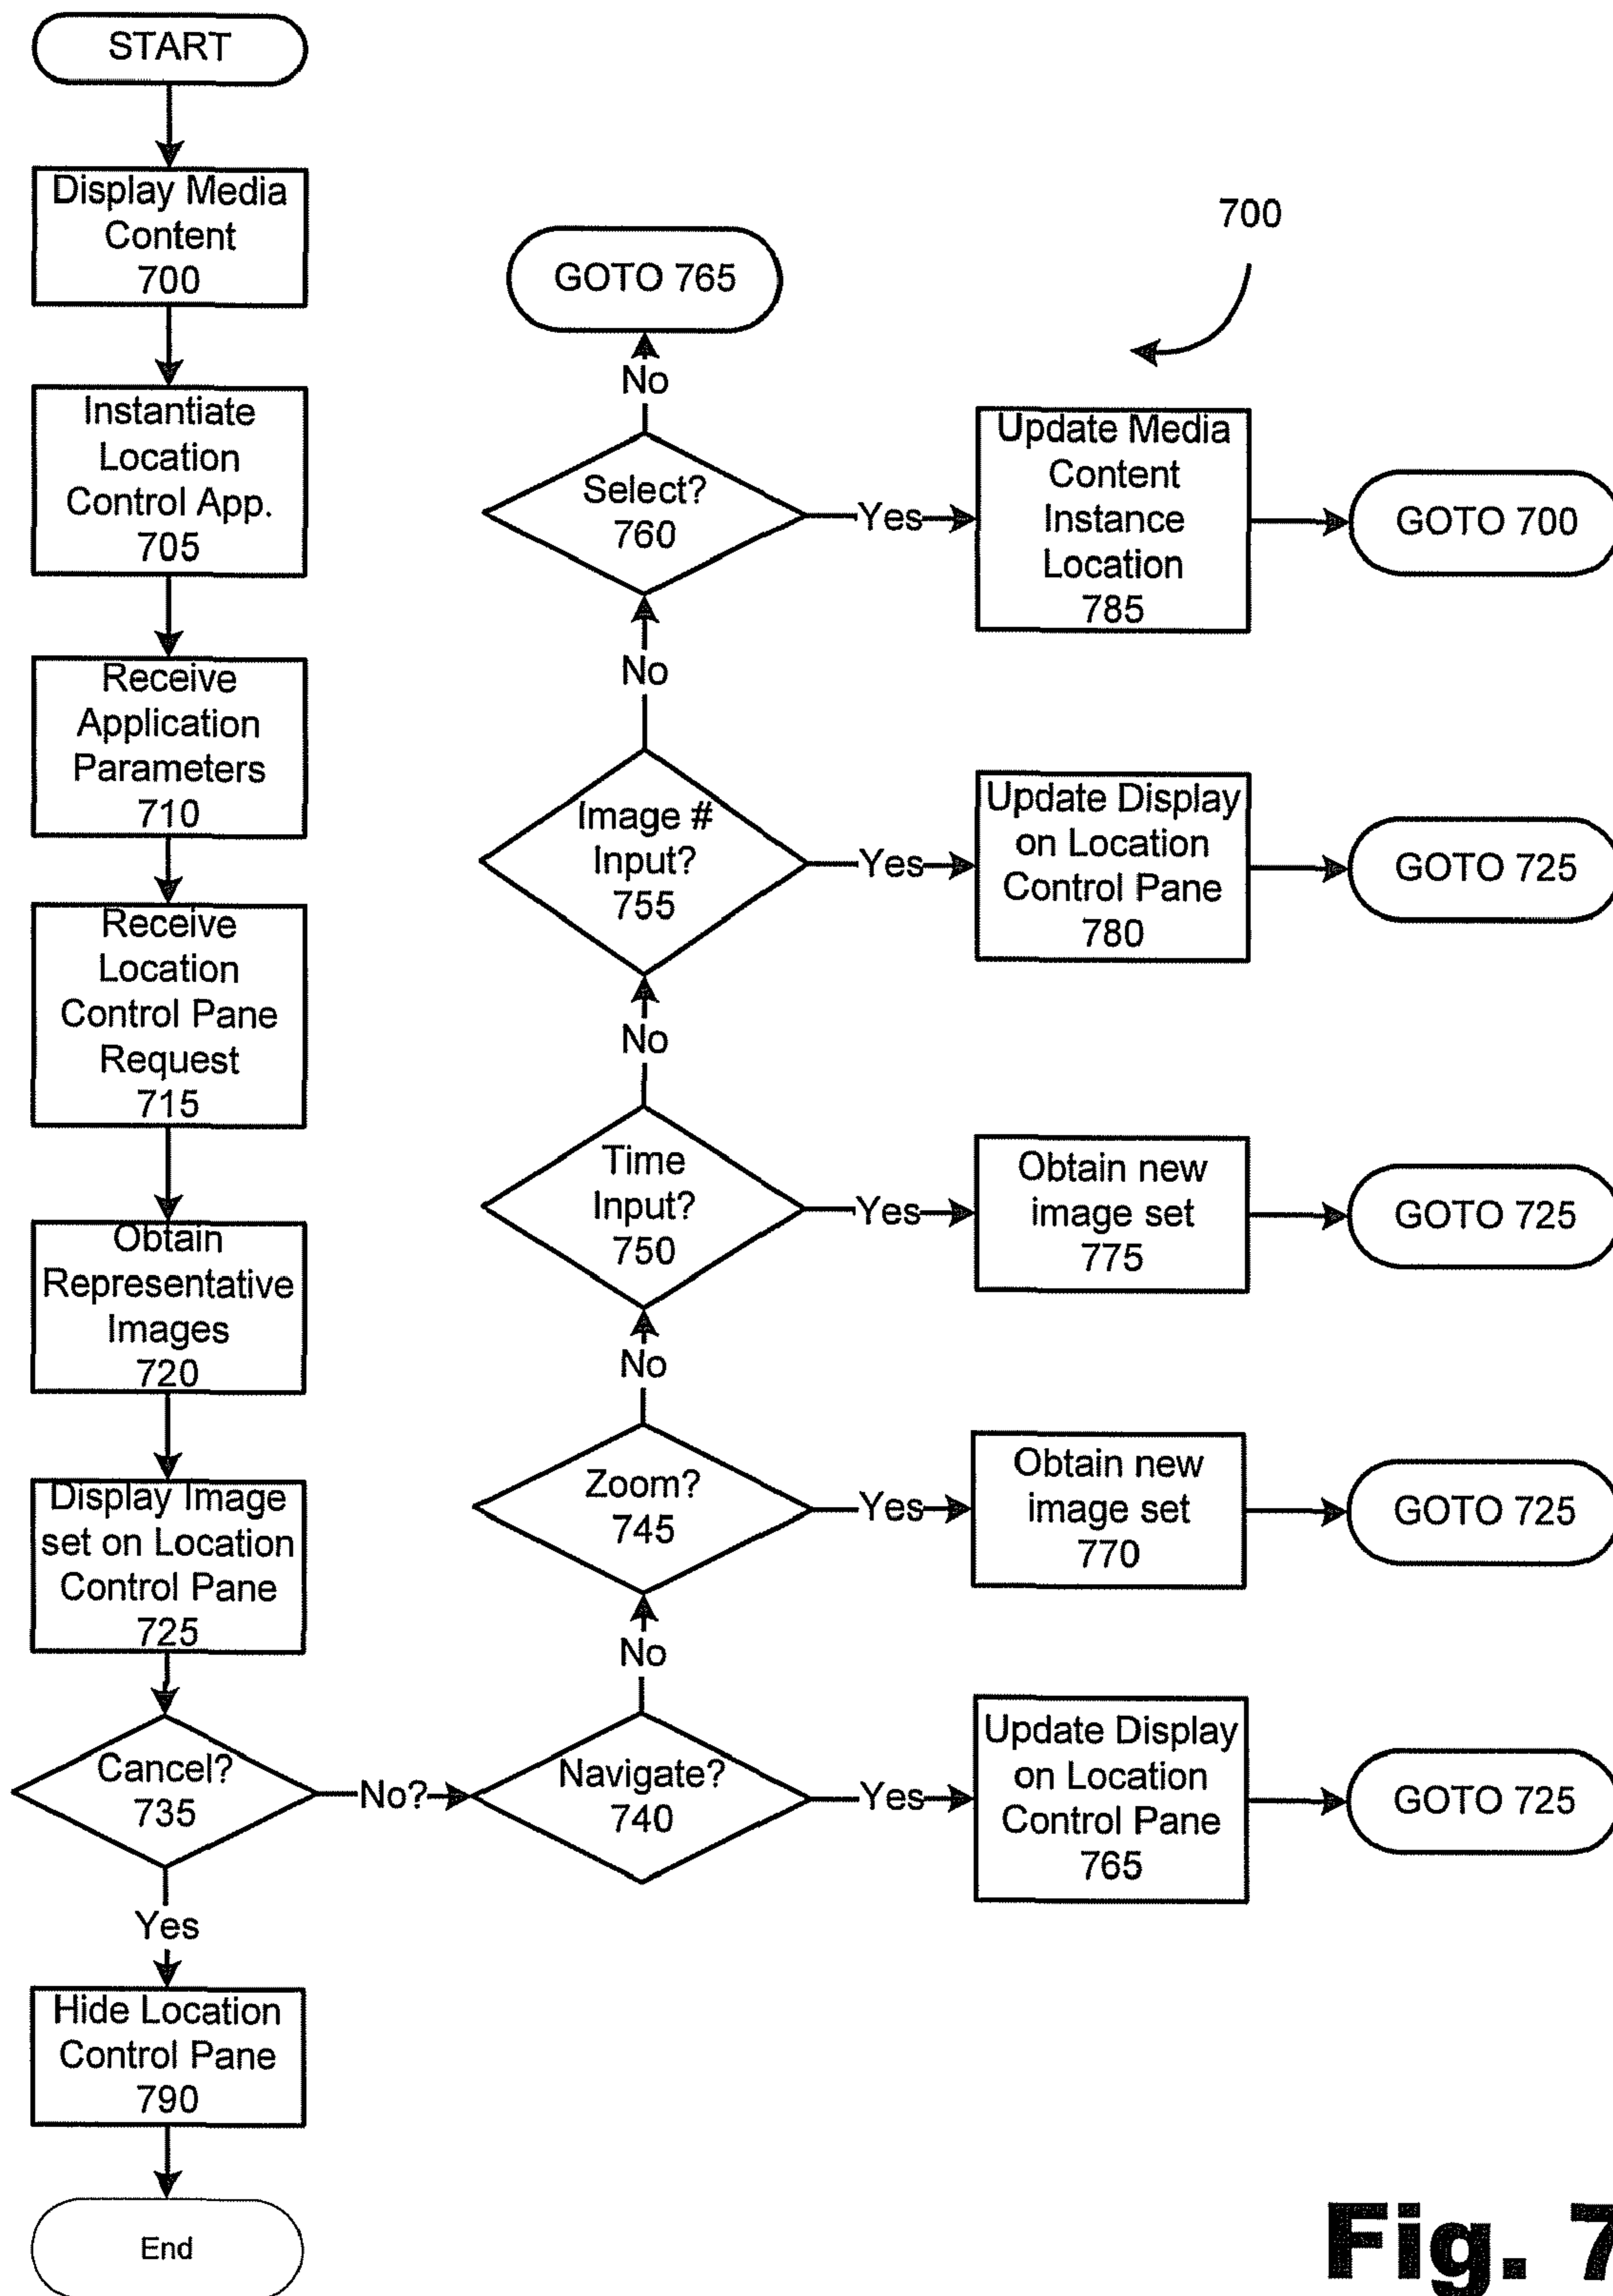 START
Display Media
Content
700
Instantiate
Location
Control App.
705
Receive
Application
Parameters
710
Receive
Location
Control Pane
Request
715
Obtain
Representative
Images
720
Display Image
set on Location
Control Pane
725
Cancel?
735
No?
Yes
Hide Location
Control Pane
790
End
GOTO 765
No
Select?
760
Yes
No
Image #
Input?
755
Yes
No
Time
Input?
750
Yes
No
Zoom?
745
Yes
No
Navigate?
740
Yes
700
Update Media
Content
Instance
Location
785
GOTO 700
Update Display
on Location
Control Pane
780
GOTO 725
Obtain new
image set
775
GOTO 725
Obtain new
image set
770
GOTO 725
Update Display
on Location
Control Pane
765
GOTO 725
Fig. 7